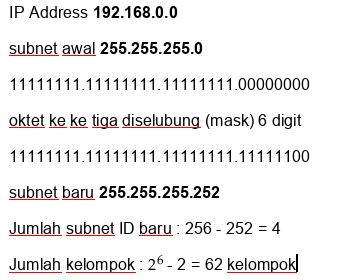 IP Address 192.168.0.0
subnet awal 255.255.255.0
11111111.11111111.11111111.00000000
oktet ke ke tiga diselubung (mask) 6 digit
11111111.11111111.11111111.11111100
subnet baru 255.255.255.252
Jumlah subnet ID baru : 256 - 252 = 4
Jumlah kelompok : 2⁶ - 2 = 62 kelompok